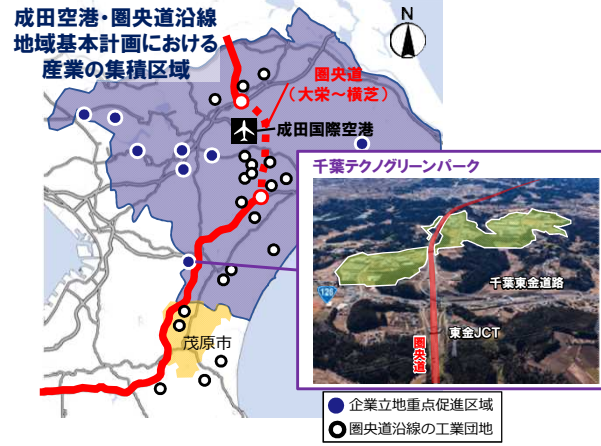 成田空港・圏央道沿線
地域基本計画における
産業の集積区域
N
圏央道
（大栄～横芝）
成田国際空港
千葉テクノグリーンパーク
126
千葉東金道路
東金JCT
圏央道
茂原市
企業立地重点促進区域
圏央道沿線の工業団地